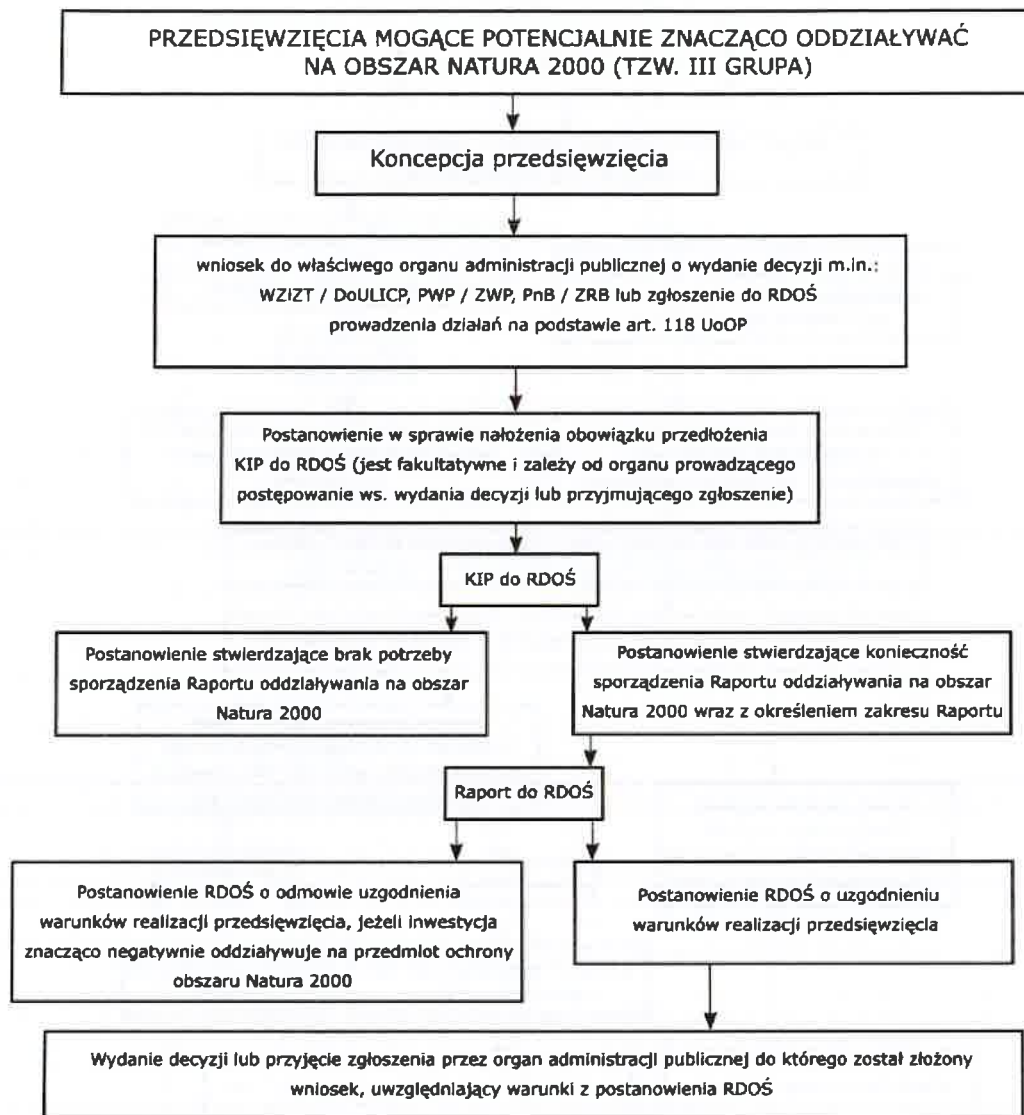 PRZEDSIĘWZIĘCIA MOGĄCE POTENCJALNIE ZNACZĄCO ODDZIAŁYWAĆ
NA OBSZAR NATURA 2000 (TZW. III GRUPA)
Koncepcja przedsięwzięcia
wniosek do właściwego organu administracji publicznej o wydanie decyzji m.in.:
WZIZT / DoULICP, PWP / ZWP, PnB / ZRB lub zgłoszenie do RDOŚ
prowadzenia działań na podstawie art. 118 UoOP
Postanowienie w sprawie nałożenia obowiązku przedłożenia
KIP do RDOŚ (jest fakultatywne i zależy od organu prowadzącego
postępowanie ws. wydania decyzji lub przyjmującego zgłoszenie)
KIP do RDOŚ
Postanowienie stwierdzające brak potrzeby
sporządzenia Raportu oddziaływania na obszar
Natura 2000
Postanowienie stwierdzające konieczność
sporządzenia Raportu oddziaływania na obszar
Natura 2000 wraz z określeniem zakresu Raportu
Raport do RDOŚ
Postanowienie RDOŚ o odmowie uzgodnienia
warunków realizacji przedsięwzięcia, jeżeli inwestycja
znacząco negatywnie oddziaływuje na przedmiot ochrony
obszaru Natura 2000
Postanowienie RDOŚ o uzgodnieniu
warunków realizacji przedsięwzięcia
Wydanie decyzji lub przyjęcie zgłoszenia przez organ administracji publicznej do którego został złożony
wniosek, uwzględniający warunki z postanowienia RDOŚ